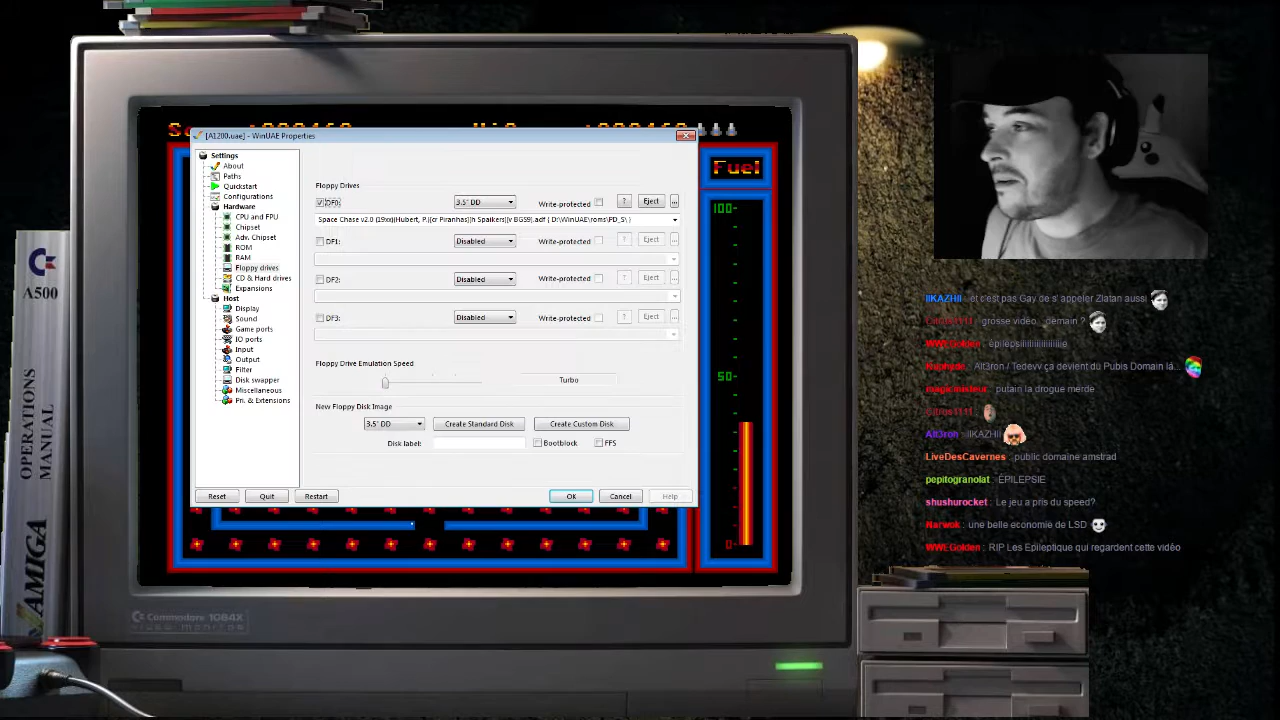 [A1200.uae] - WinUAE Properties
Settings
About
Paths
Quickstart
Configurations
Hardware
CPU and FPU
Chipset
Adv. Chipset
ROM
RAM
Floppy drives
CD & Hard drives
Expansions
Host
Display
Sound
Game ports
IO ports
Input
Output
Filter
Disk swapper
Miscellaneous
Pri. & Extensions
Floppy Drives
DF0: 3.5" DD Write-protected ? Eject ...
Space Chase v2.0 (19xx)(Hubert, P.)(cr Piranhas)(h Spaikers)(v BGS9).adf { D:\WinUAE\roms\PD_S\ }
DF1: Disabled Write-protected ? Eject ...
DF2: Disabled Write-protected ? Eject ...
DF3: Disabled Write-protected ? Eject ...
Floppy Drive Emulation Speed
Turbo
New Floppy Disk Image
3.5" DD Create Standard Disk Create Custom Disk
Disk label: Bootblock FFS
Reset Quit Restart OK Cancel Help
Fuel
100-
50-
0-
A500
OPERATIONS MANUAL
AMIGA
Commodore 1084X
VIDEO MONITOR
IIKAZHII : et c'est pas Gay de s' appeler Zlatan aussi
: grosse vidéo demain ?
WWEGolden : épilepsiiiiiiiiiiiiiiie
: Alt3ron / Tedevv ça devient du Pubis Domain là...
: putain la drogue merde
Alt3ron : IIKAZHII
LiveDesCavernes : public domaine amstrad
pepitogranolat : ÉPILEPSIE
shushurocket : Le jeu a pris du speed?
Narwok : une belle economie de LSD
WWEGolden : RIP Les Epileptique qui regardent cette vidéo